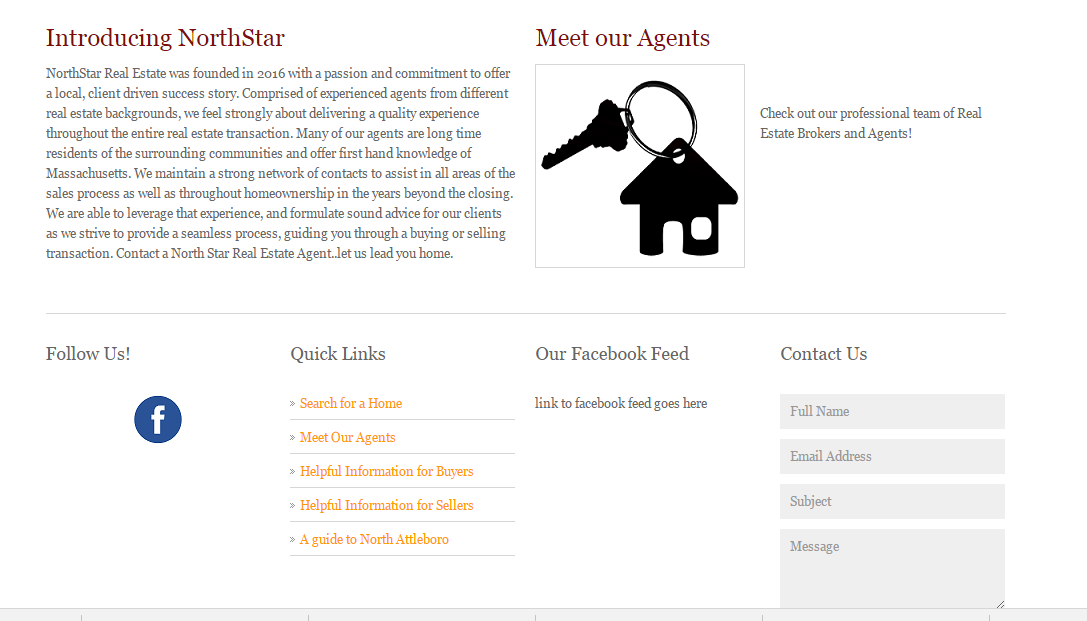 Introducing NorthStar
NorthStar Real Estate was founded in 2016 with a passion and commitment to offer
a local, client driven success story. Comprised of experienced agents from different
real estate backgrounds, we feel strongly about delivering a quality experience
throughout the entire real estate transaction. Many of our agents are long time
residents of the surrounding communities and offer first hand knowledge of
Massachusetts. We maintain a strong network of contacts to assist in all areas of the
sales process as well as throughout homeownership in the years beyond the closing.
We are able to leverage that experience, and formulate sound advice for our clients
as we strive to provide a seamless process, guiding you through a buying or selling
transaction. Contact a North Star Real Estate Agent..let us lead you home.
Meet our Agents
Check out our professional team of Real
Estate Brokers and Agents!
Follow Us!
f
Quick Links
» Search for a Home
» Meet Our Agents
» Helpful Information for Buyers
» Helpful Information for Sellers
» A guide to North Attleboro
Our Facebook Feed
link to facebook feed goes here
Contact Us
Full Name
Email Address
Subject
Message